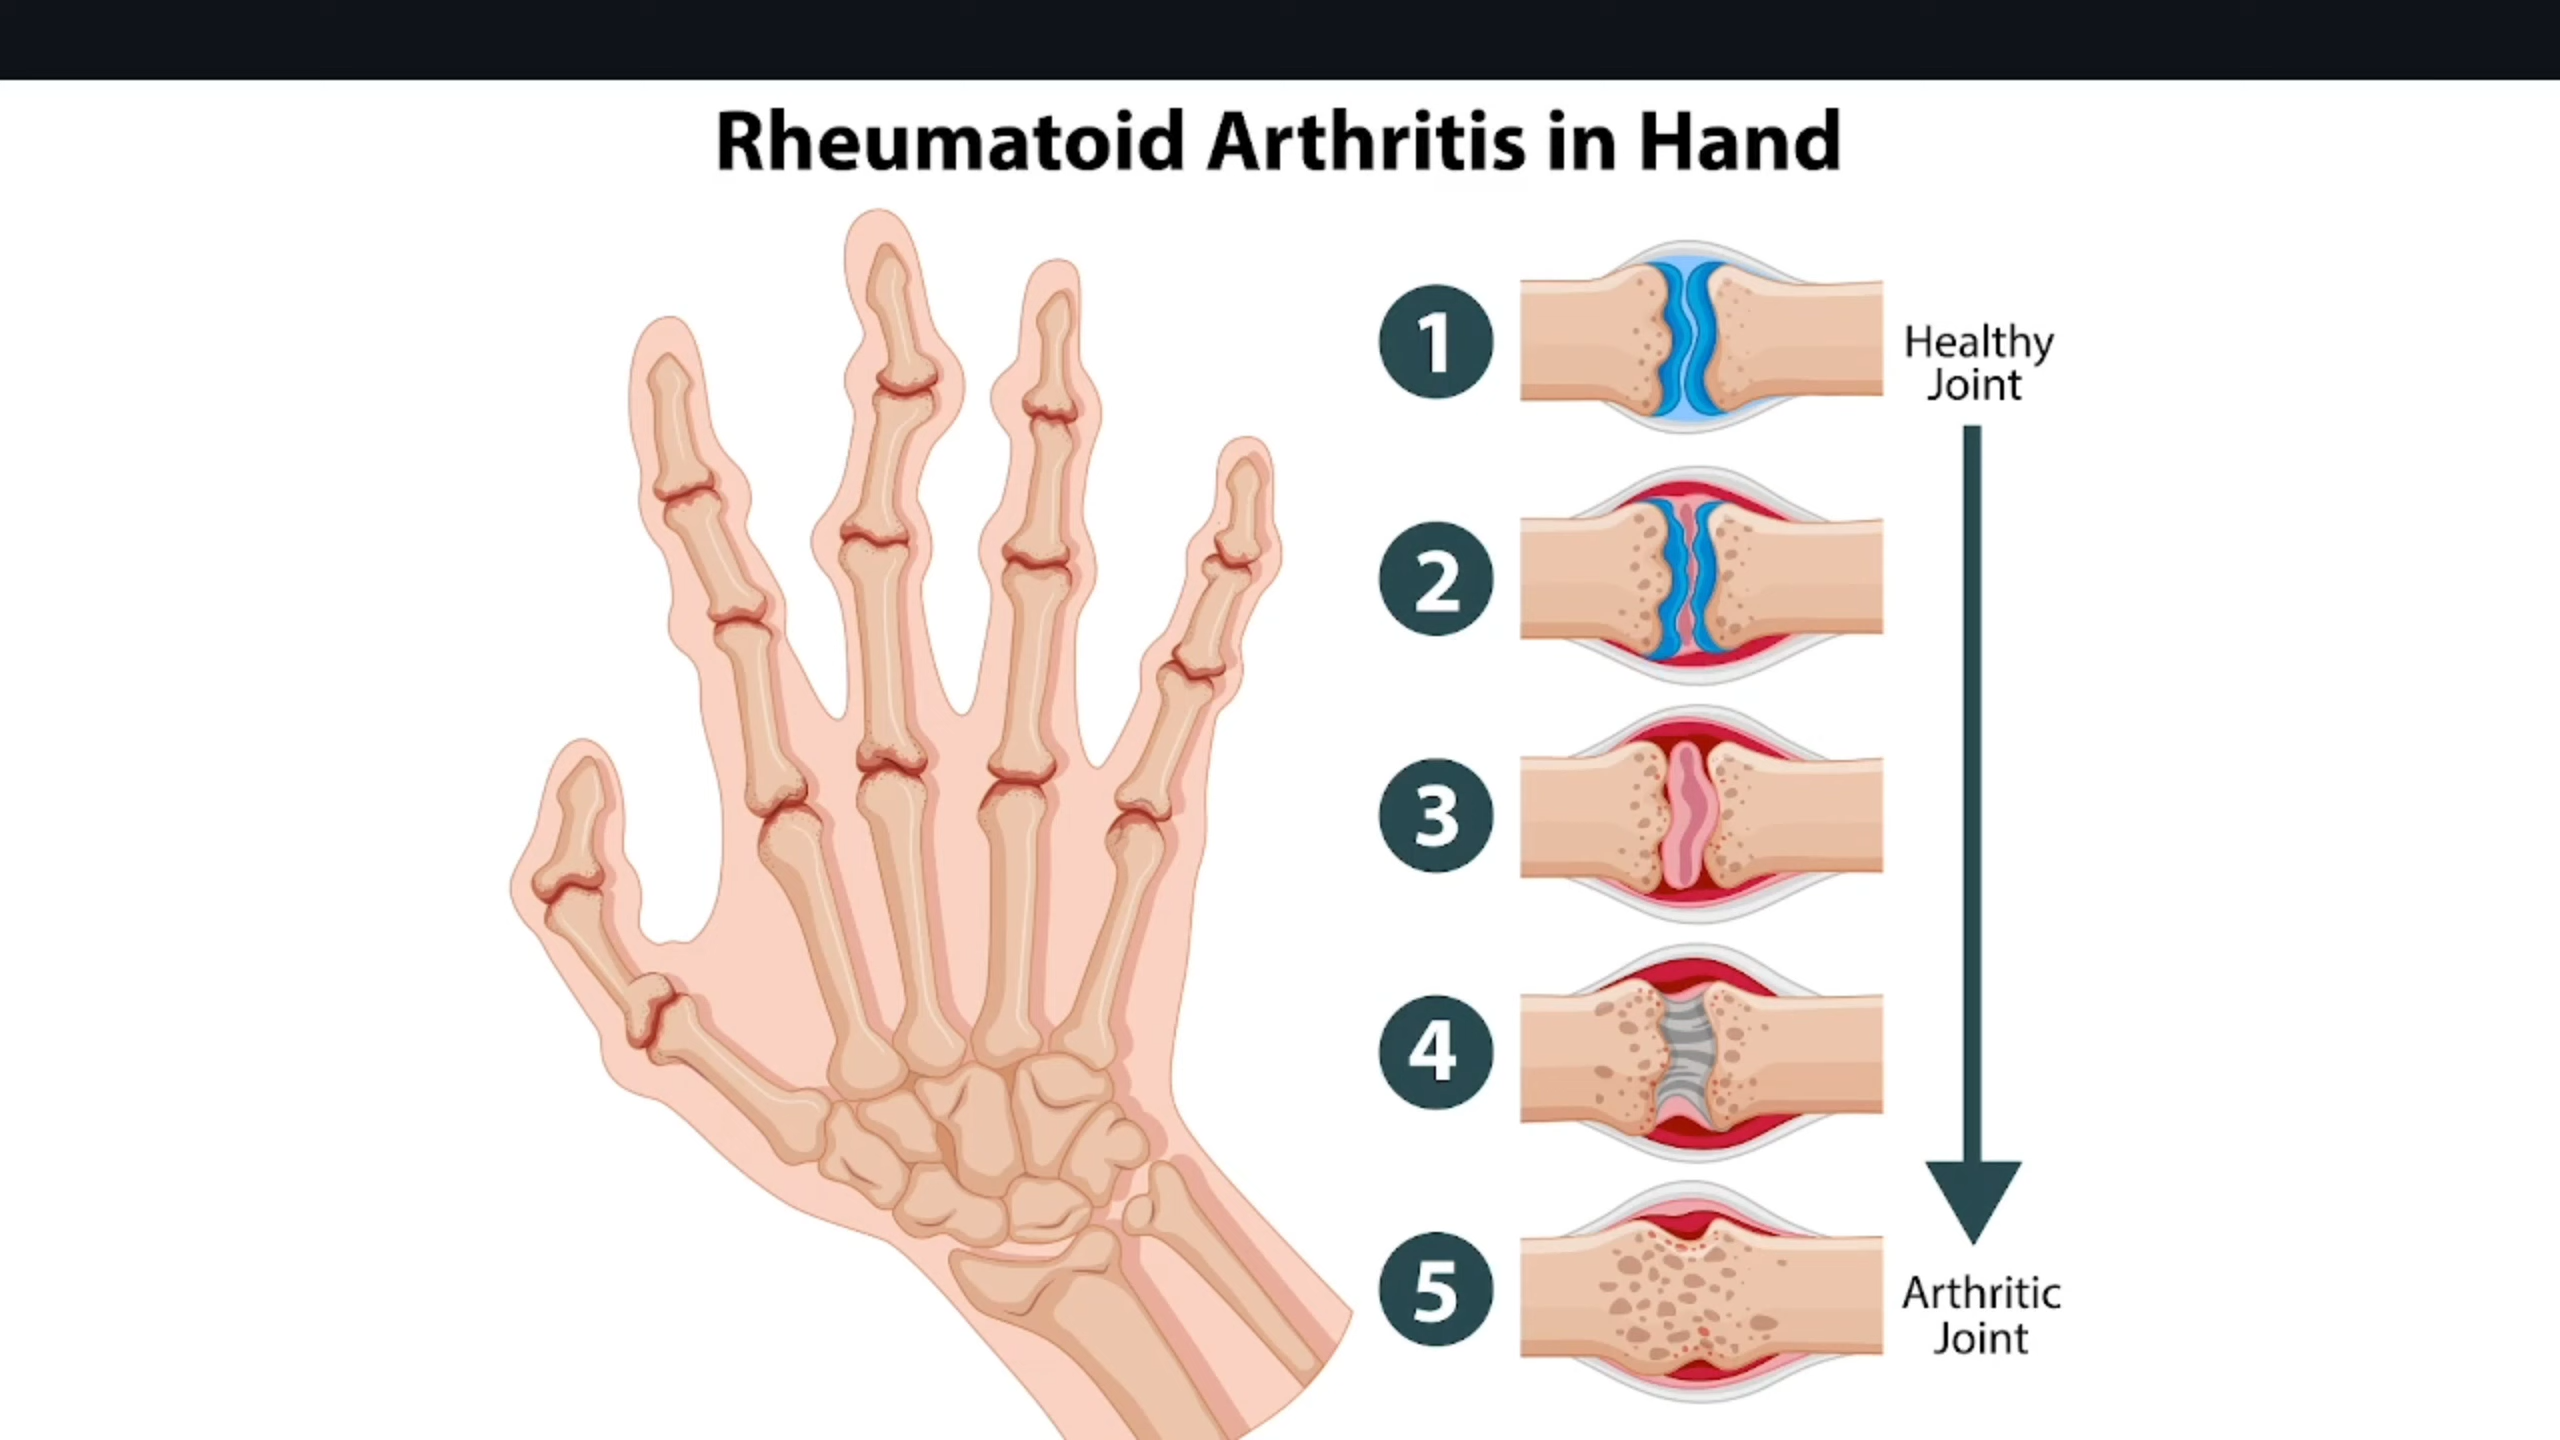 Rheumatoid Arthritis in Hand
1
Healthy
Joint
2
3
4
5
Arthritic
Joint